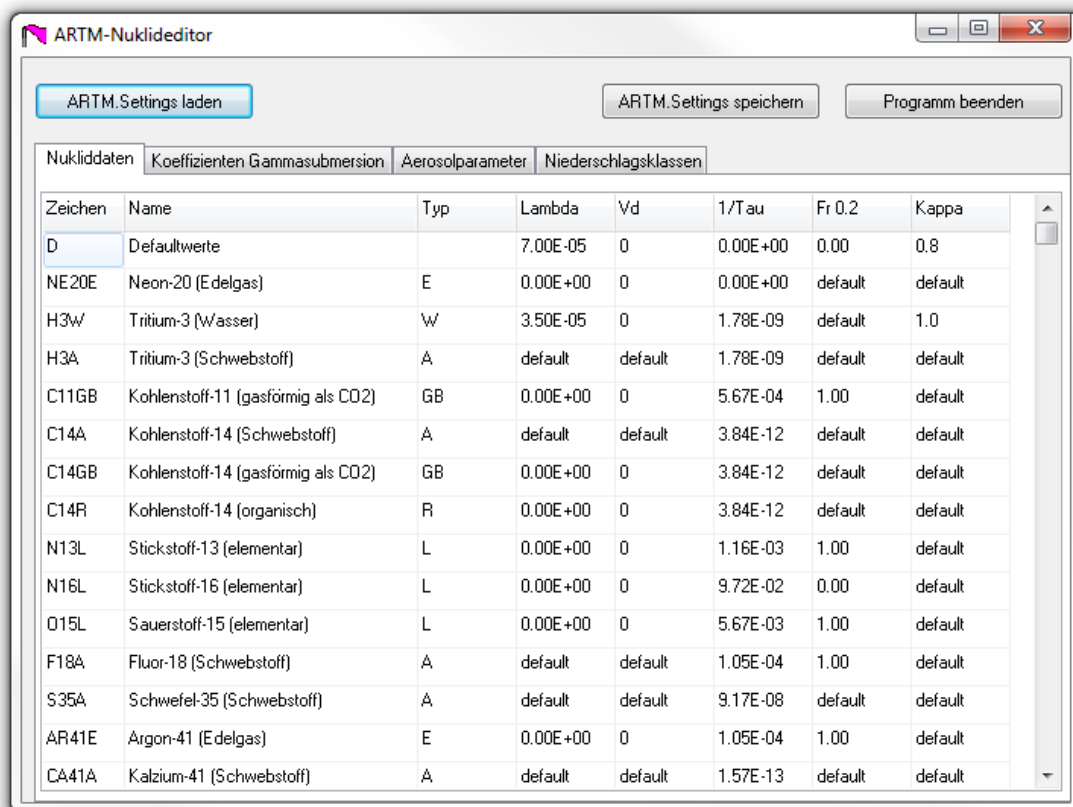 ARTM-Nuklideditor
ARTM.Settings laden ARTM.Settings speichern Programm beenden
Nukliddaten Koeffizienten Gammasubmersion Aerosolparameter Niederschlagsklassen
Zeichen Name Typ Lambda Vd 1/Tau Fr 0.2 Kappa
D Defaultwerte 7.00E-05 0 0.00E+00 0.00 0.8
NE20E Neon-20 (Edelgas) E 0.00E+00 0 0.00E+00 default default
H3W Tritium-3 (Wasser) W 3.50E-05 0 1.78E-09 default 1.0
H3A Tritium-3 (Schwebstoff) A default default 1.78E-09 default default
C11GB Kohlenstoff-11 (gasförmig als CO2) GB 0.00E+00 0 5.67E-04 1.00 default
C14A Kohlenstoff-14 (Schwebstoff) A default default 3.84E-12 default default
C14GB Kohlenstoff-14 (gasförmig als CO2) GB 0.00E+00 0 3.84E-12 default default
C14R Kohlenstoff-14 (organisch) R 0.00E+00 0 3.84E-12 default default
N13L Stickstoff-13 (elementar) L 0.00E+00 0 1.16E-03 1.00 default
N16L Stickstoff-16 (elementar) L 0.00E+00 0 9.72E-02 0.00 default
O15L Sauerstoff-15 (elementar) L 0.00E+00 0 5.67E-03 1.00 default
F18A Fluor-18 (Schwebstoff) A default default 1.05E-04 1.00 default
S35A Schwefel-35 (Schwebstoff) A default default 9.17E-08 default default
AR41E Argon-41 (Edelgas) E 0.00E+00 0 1.05E-04 1.00 default
CA41A Kalzium-41 (Schwebstoff) A default default 1.57E-13 default default